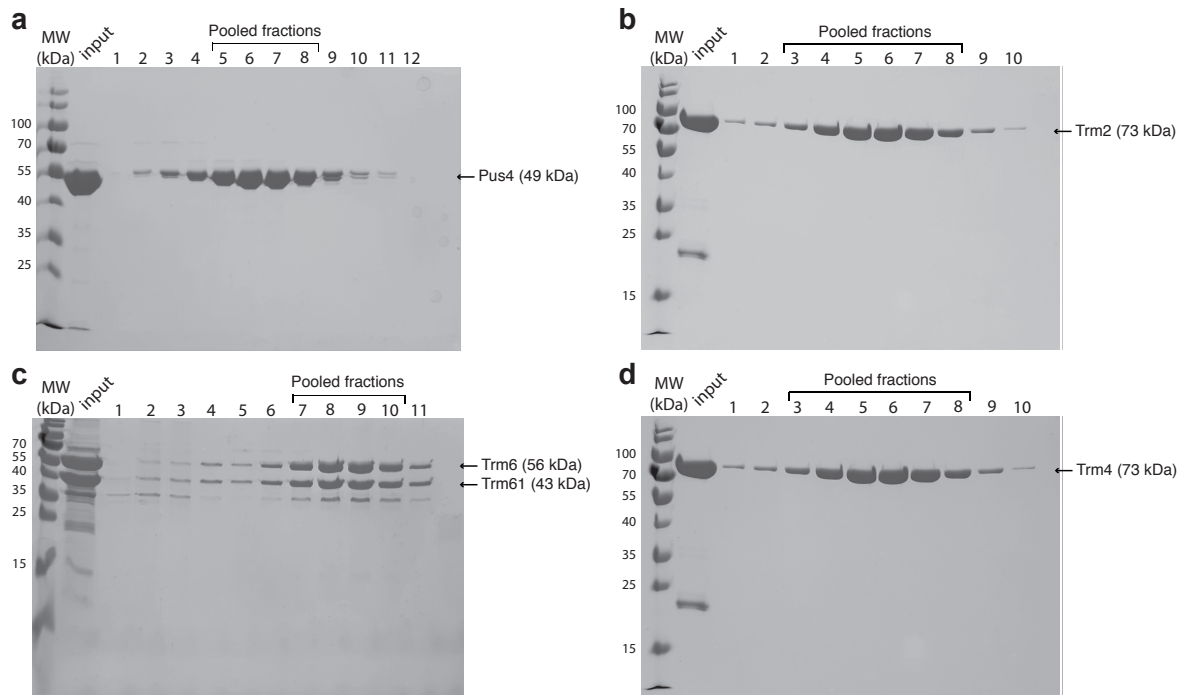 a
Pooled fractions
MW
(kDa)
input
1 2 3 4 5 6 7 8 9 10 11 12
100
70
55
40
35
25
← Pus4 (49 kDa)
b
Pooled fractions
MW
(kDa)
input
1 2 3 4 5 6 7 8 9 10
100
70
55
40
35
25
15
← Trm2 (73 kDa)
c
Pooled fractions
MW
(kDa)
input
1 2 3 4 5 6 7 8 9 10 11
70
55
40
35
25
15
← Trm6 (56 kDa)
← Trm61 (43 kDa)
d
Pooled fractions
MW
(kDa)
input
1 2 3 4 5 6 7 8 9 10
100
70
55
40
35
25
15
← Trm4 (73 kDa)